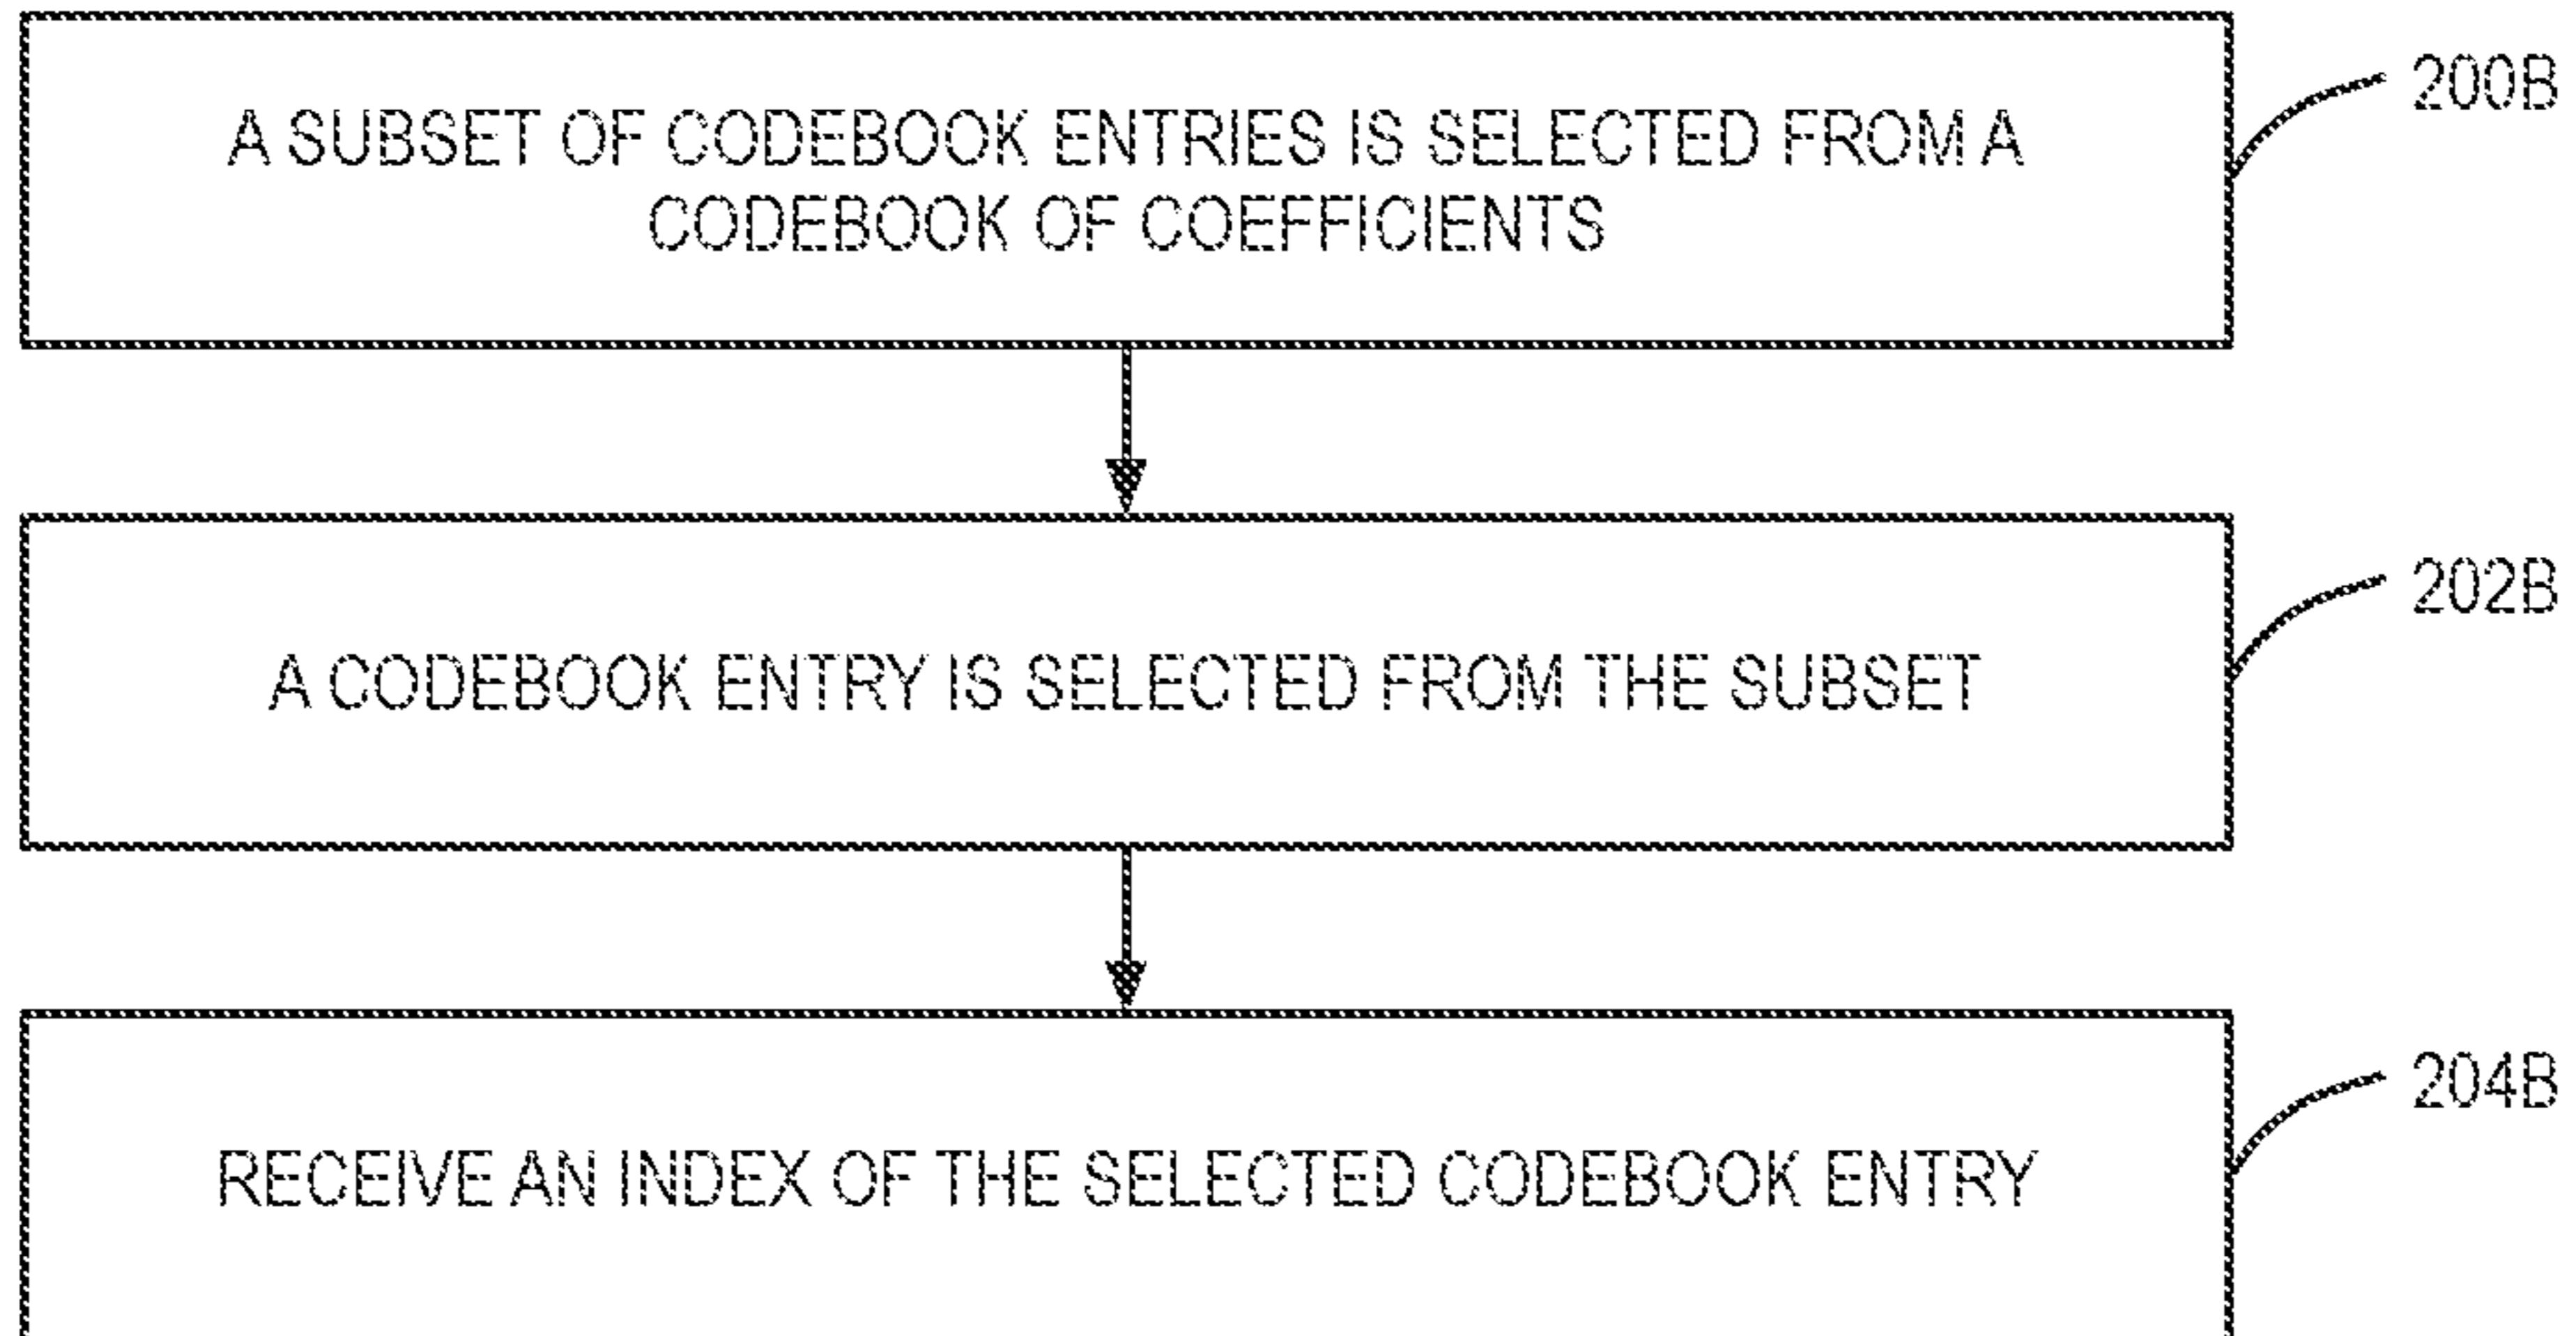 A SUBSET OF CODEBOOK ENTRIES IS SELECTED FROM A
CODEBOOK OF COEFFICIENTS
200B
A CODEBOOK ENTRY IS SELECTED FROM THE SUBSET
202B
RECEIVE AN INDEX OF THE SELECTED CODEBOOK ENTRY
204B